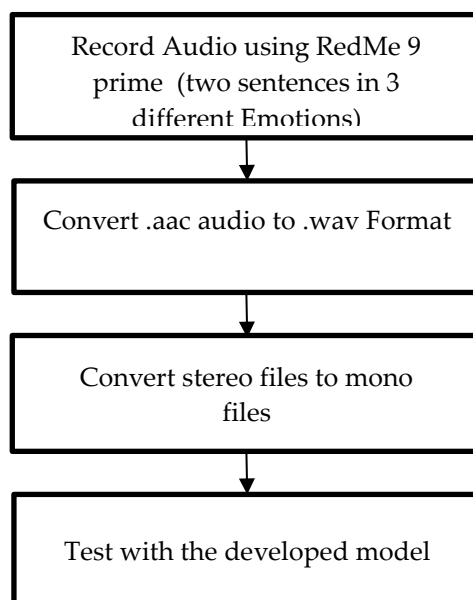 Record Audio using RedMe 9
prime (two sentences in 3
different Emotions)
Convert .aac audio to .wav Format
Convert stereo files to mono
files
Test with the developed model